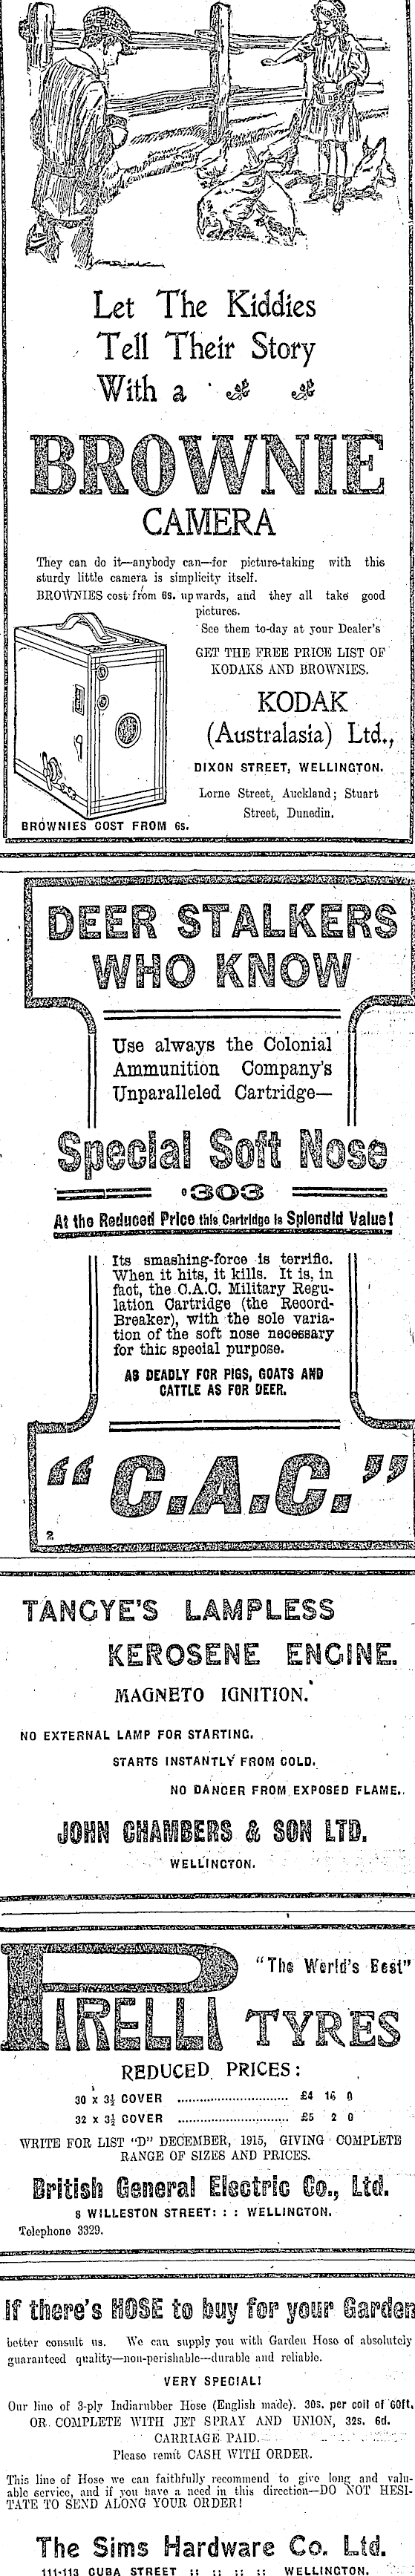 Let The Kiddies
Tell Their Story
With a
BROWNIE
CAMERA
They can do it—anybody can—for picture-taking with this
sturdy little camera is simplicity itself.
BROWNIES cost from 6s. upwards, and they all take good
pictures.
See them to-day at your Dealer's
GET THE FREE PRICE LIST OF
KODAKS AND BROWNIES.
KODAK
(Australasia) Ltd.,
DIXON STREET, WELLINGTON.
Lorne Street, Auckland; Stuart
Street, Dunedin.
BROWNIES COST FROM 6s.
DEER STALKERS
WHO KNOW
Use always the Colonial
Ammunition Company's
Unparalleled Cartridge—
Special Soft Nose
·303
At the Reduced Price this Cartridge is Splendid Value!
Its smashing-force is terrific.
When it hits, it kills. It is, in
fact, the C.A.C. Military Regu-
lation Cartridge (the Record-
Breaker), with the sole varia-
tion of the soft nose necessary
for this special purpose.
AS DEADLY FOR PIGS, GOATS AND
CATTLE AS FOR DEER.
"C.A.C."
2
TANGYE'S LAMPLESS
KEROSENE ENGINE.
MAGNETO IGNITION.
NO EXTERNAL LAMP FOR STARTING.
STARTS INSTANTLY FROM COLD.
NO DANGER FROM EXPOSED FLAME.
JOHN CHAMBERS & SON LTD.
WELLINGTON.
"The World's Best"
PIRELLI TYRES
REDUCED PRICES:
30 x 3½ COVER .............................. £4 16 0
32 x 3½ COVER .............................. £5 2 0
WRITE FOR LIST "D" DECEMBER, 1915, GIVING COMPLETE
RANGE OF SIZES AND PRICES.
British General Electric Co., Ltd.
8 WILLESTON STREET: : : WELLINGTON.
Telephone 3329.
If there's HOSE to buy for your Garden
better consult us. We can supply you with Garden Hose of absolutely
guaranteed quality—non-perishable—durable and reliable.
VERY SPECIAL!
Our line of 3-ply Indiarubber Hose (English made). 30s. per coil of 60ft.
OR COMPLETE WITH JET SPRAY AND UNION, 32s. 6d.
CARRIAGE PAID.
Please remit CASH WITH ORDER.
This line of Hose we can faithfully recommend to give long and valu-
able service, and if you have a need in this direction—DO NOT HESI-
TATE TO SEND ALONG YOUR ORDER!
The Sims Hardware Co. Ltd.
111-113 CUBA STREET :: :: :: :: WELLINGTON.